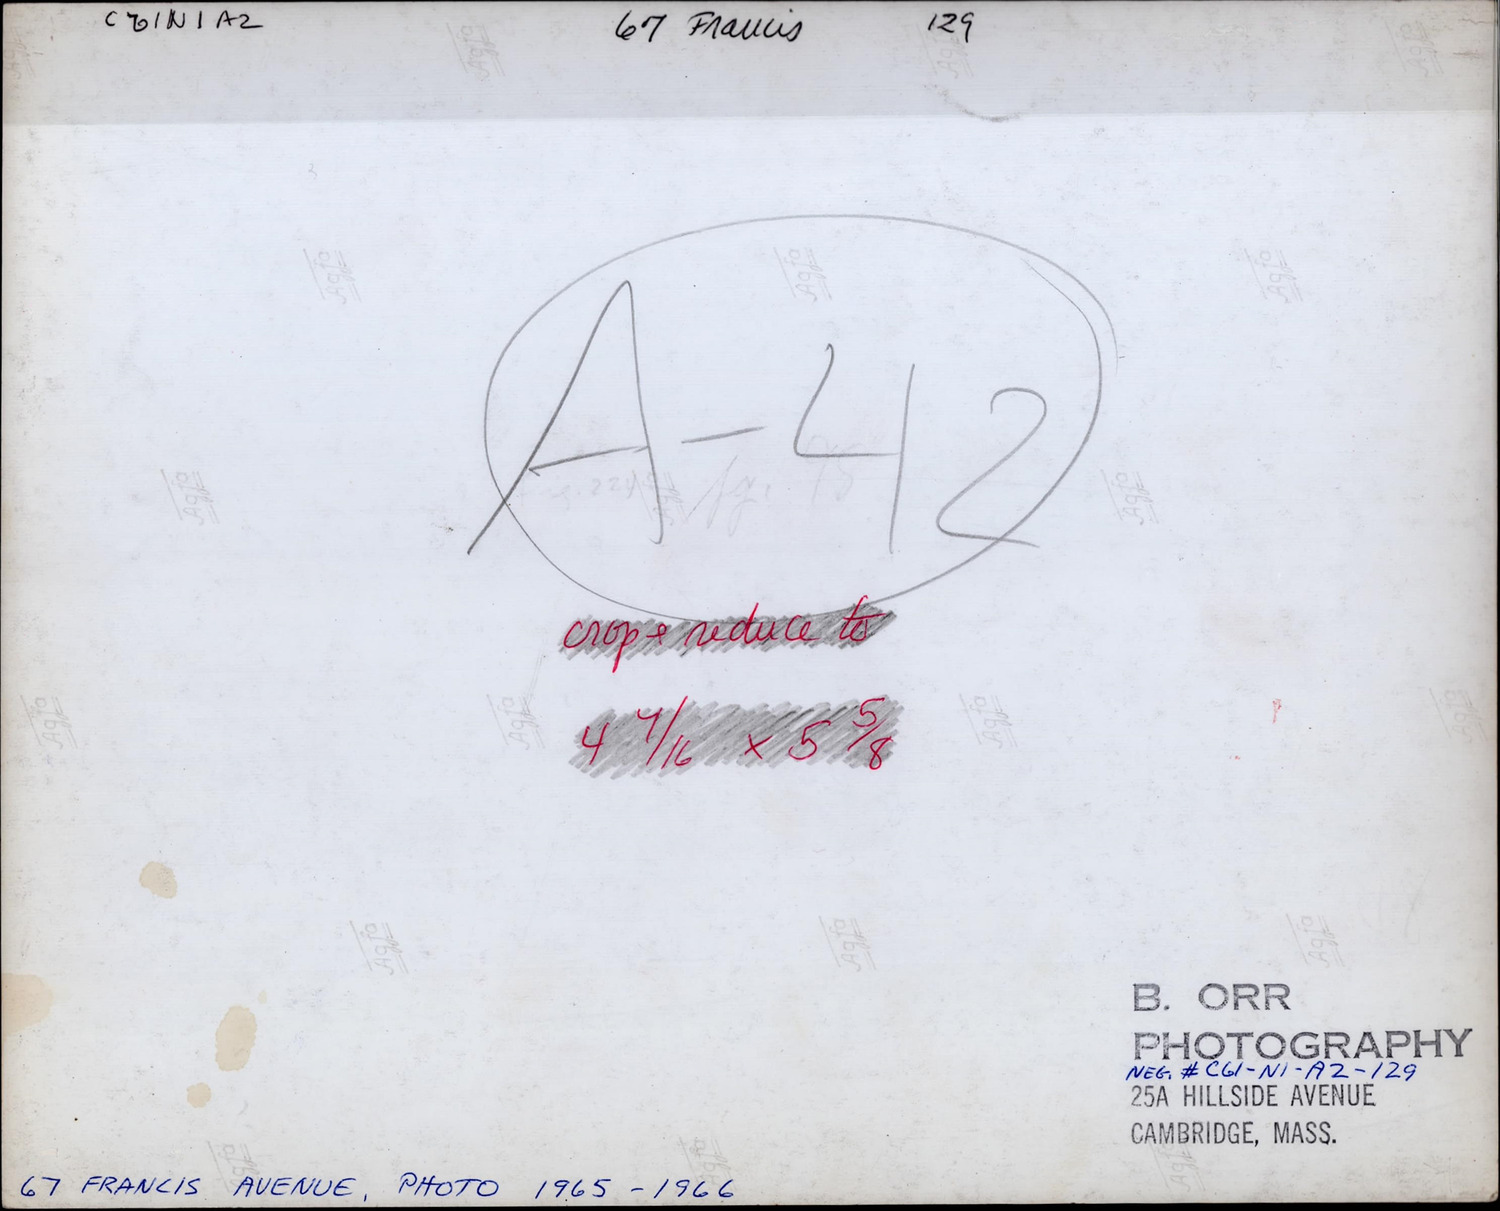 C61N1A2 67 Francis 129
A-42
crop & reduce to
4 7/16 x 5 5/8
B. ORR
PHOTOGRAPHY
NEG. # C61-N1-A2-129
25A HILLSIDE AVENUE
CAMBRIDGE, MASS.
67 FRANCIS AVENUE, PHOTO 1965-1966
Agfa